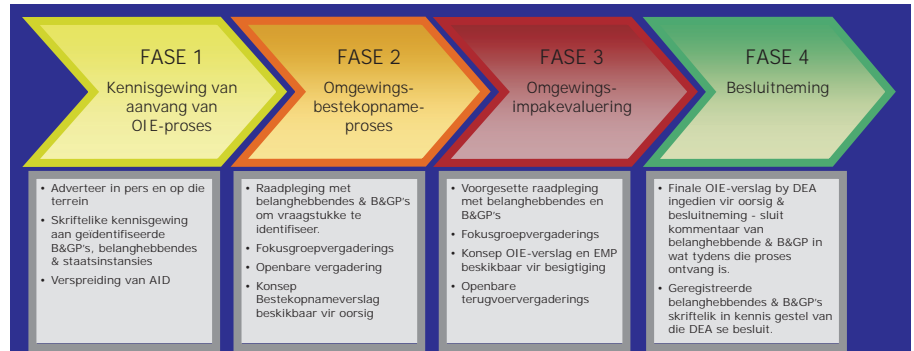 FASE 1
Kennisgewing van
aanvang van
OIE-proses
FASE 2
Omgewings-
bestekopname-
proses
FASE 3
Omgewings-
impakevaluering
FASE 4
Besluitneming
• Adverteer in pers en op die
terrein
• Skriftelike kennisgewing
aan geïdentifiseerde
B&GP's, belanghebbendes
& staatsinstansies
• Verspreiding van AID
• Raadpleging met
belanghebbendes & B&GP's
om vraagstukke te
identifiseer.
• Fokusgroepvergaderings
• Openbare vergadering
• Konsep
Bestekopnameverslag
beskikbaar vir oorsig
• Voorgesette raadpleging
met belanghebbendes en
B&GP's
• Fokusgroepvergaderings
• Konsep OIE-verslag en EMP
beskikbaar vir besigtiging
• Openbare
terugvoervergaderings
• Finale OIE-verslag by DEA
ingedien vir oorsig &
besluitneming - sluit
kommentaar van
belanghebbende & B&GP in
wat tydens die proses
ontvang is.
• Geregistreerde
belanghebbendes & B&GP's
skriftelik in kennis gestel van
die DEA se besluit.